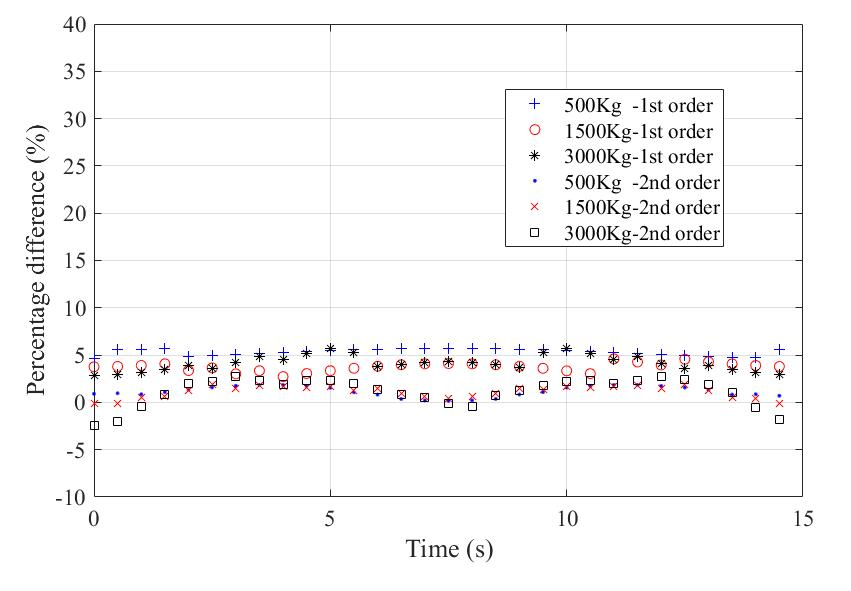 40
35
30
25
20
15
10
5
0
-5
-10
Percentage difference (%)
500Kg  -1st order
1500Kg-1st order
3000Kg-1st order
500Kg  -2nd order
1500Kg-2nd order
3000Kg-2nd order
0 5 10 15
Time (s)